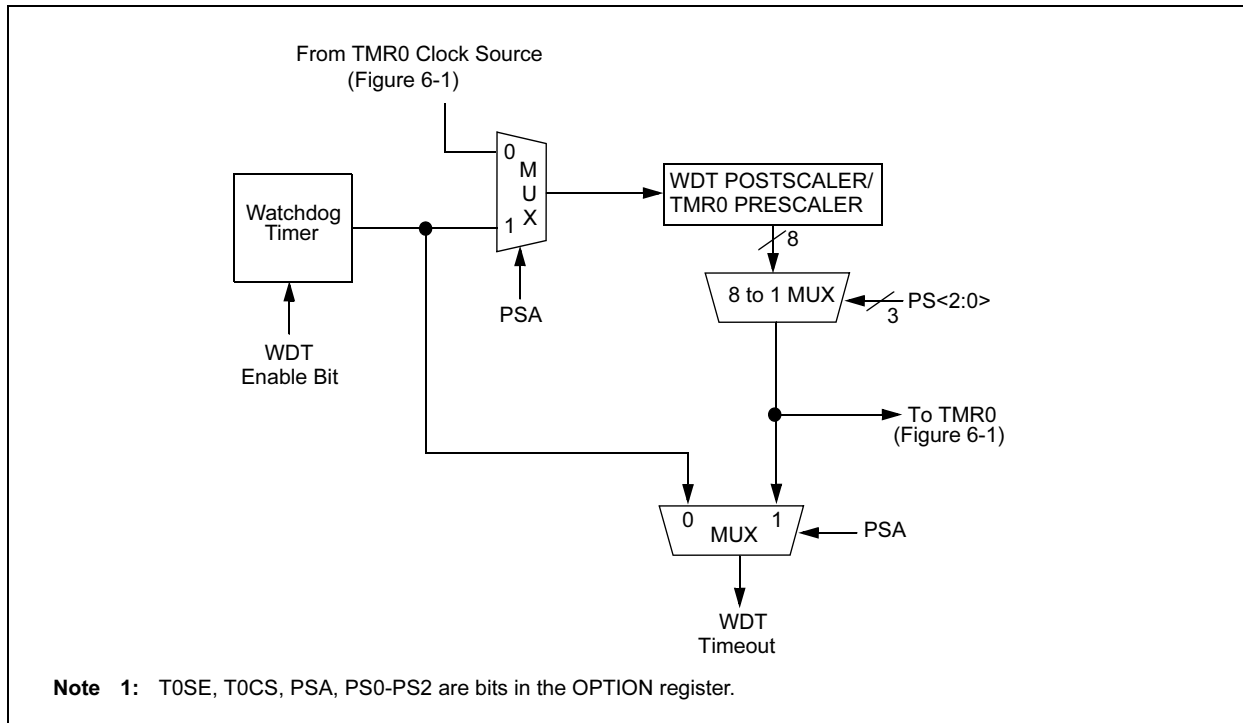 From TMR0 Clock Source
(Figure 6-1)
0
M
U
X
1
PSA
Watchdog
Timer
WDT
Enable Bit
WDT POSTSCALER/
TMR0 PRESCALER
8
8 to 1 MUX
PS<2:0>
3
To TMR0
(Figure 6-1)
0
1
MUX
PSA
WDT
Timeout
Note 1: T0SE, T0CS, PSA, PS0-PS2 are bits in the OPTION register.